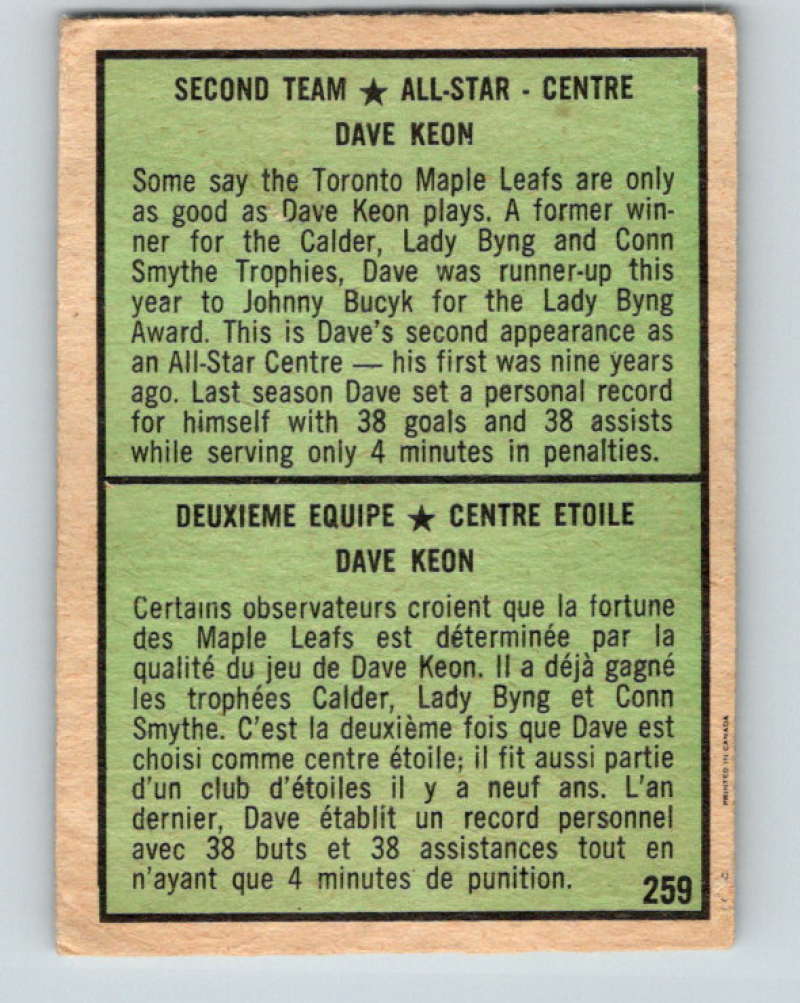 SECOND TEAM ★ ALL-STAR - CENTRE
DAVE KEON
Some say the Toronto Maple Leafs are only
as good as Dave Keon plays. A former win-
ner for the Calder, Lady Byng and Conn
Smythe Trophies, Dave was runner-up this
year to Johnny Bucyk for the Lady Byng
Award. This is Dave's second appearance as
an All-Star Centre — his first was nine years
ago. Last season Dave set a personal record
for himself with 38 goals and 38 assists
while serving only 4 minutes in penalties.
DEUXIEME EQUIPE ★ CENTRE ETOILE
DAVE KEON
Certains observateurs croient que la fortune
des Maple Leafs est déterminée par la
qualité du jeu de Dave Keon. Il a déjà gagné
les trophées Calder, Lady Byng et Conn
Smythe. C'est la deuxième fois que Dave est
choisi comme centre étoile; il fit aussi partie
d'un club d'étoiles il y a neuf ans. L'an
dernier, Dave établit un record personnel
avec 38 buts et 38 assistances tout en
n'ayant que 4 minutes de punition.
259
PRINTED IN CANADA